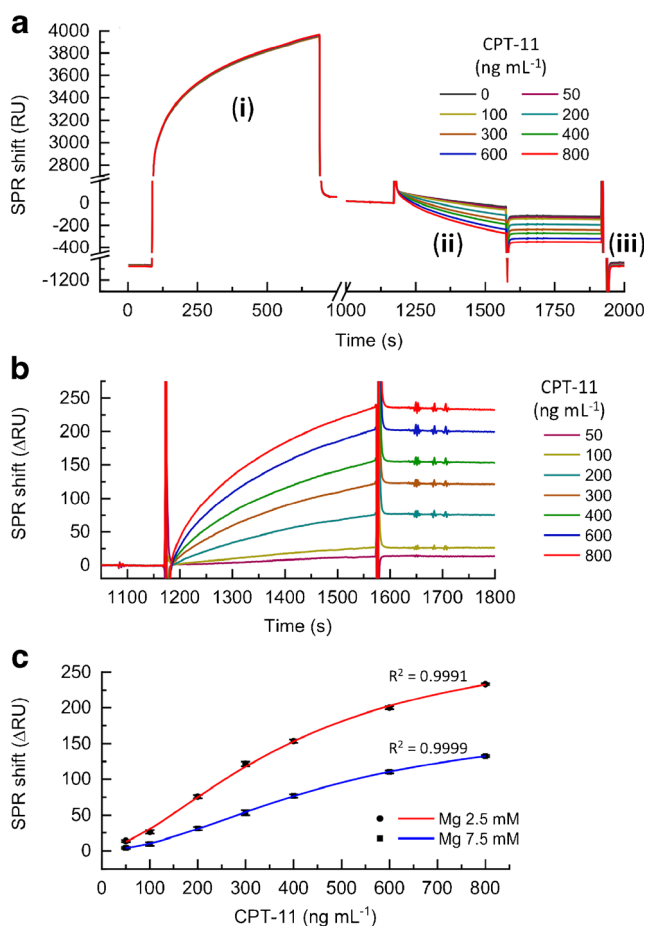 a
CPT-11
(ng mL⁻¹)
0 50
100 200
300 400
600 800
4000
3800
3600
3400
3200
3000
2800
0
-200
-400
-1200
SPR shift (RU)
(i)
(ii)
(iii)
0 250 500 750 1000 1250 1500 1750 2000
Time (s)
b
CPT-11
(ng mL⁻¹)
50
100
200
300
400
600
800
250
200
150
100
50
0
SPR shift (ΔRU)
1100 1200 1300 1400 1500 1600 1700 1800
Time (s)
c
250
200
150
100
50
0
SPR shift (ΔRU)
R² = 0.9991
R² = 0.9999
Mg 2.5 mM
Mg 7.5 mM
0 100 200 300 400 500 600 700 800
CPT-11 (ng mL⁻¹)